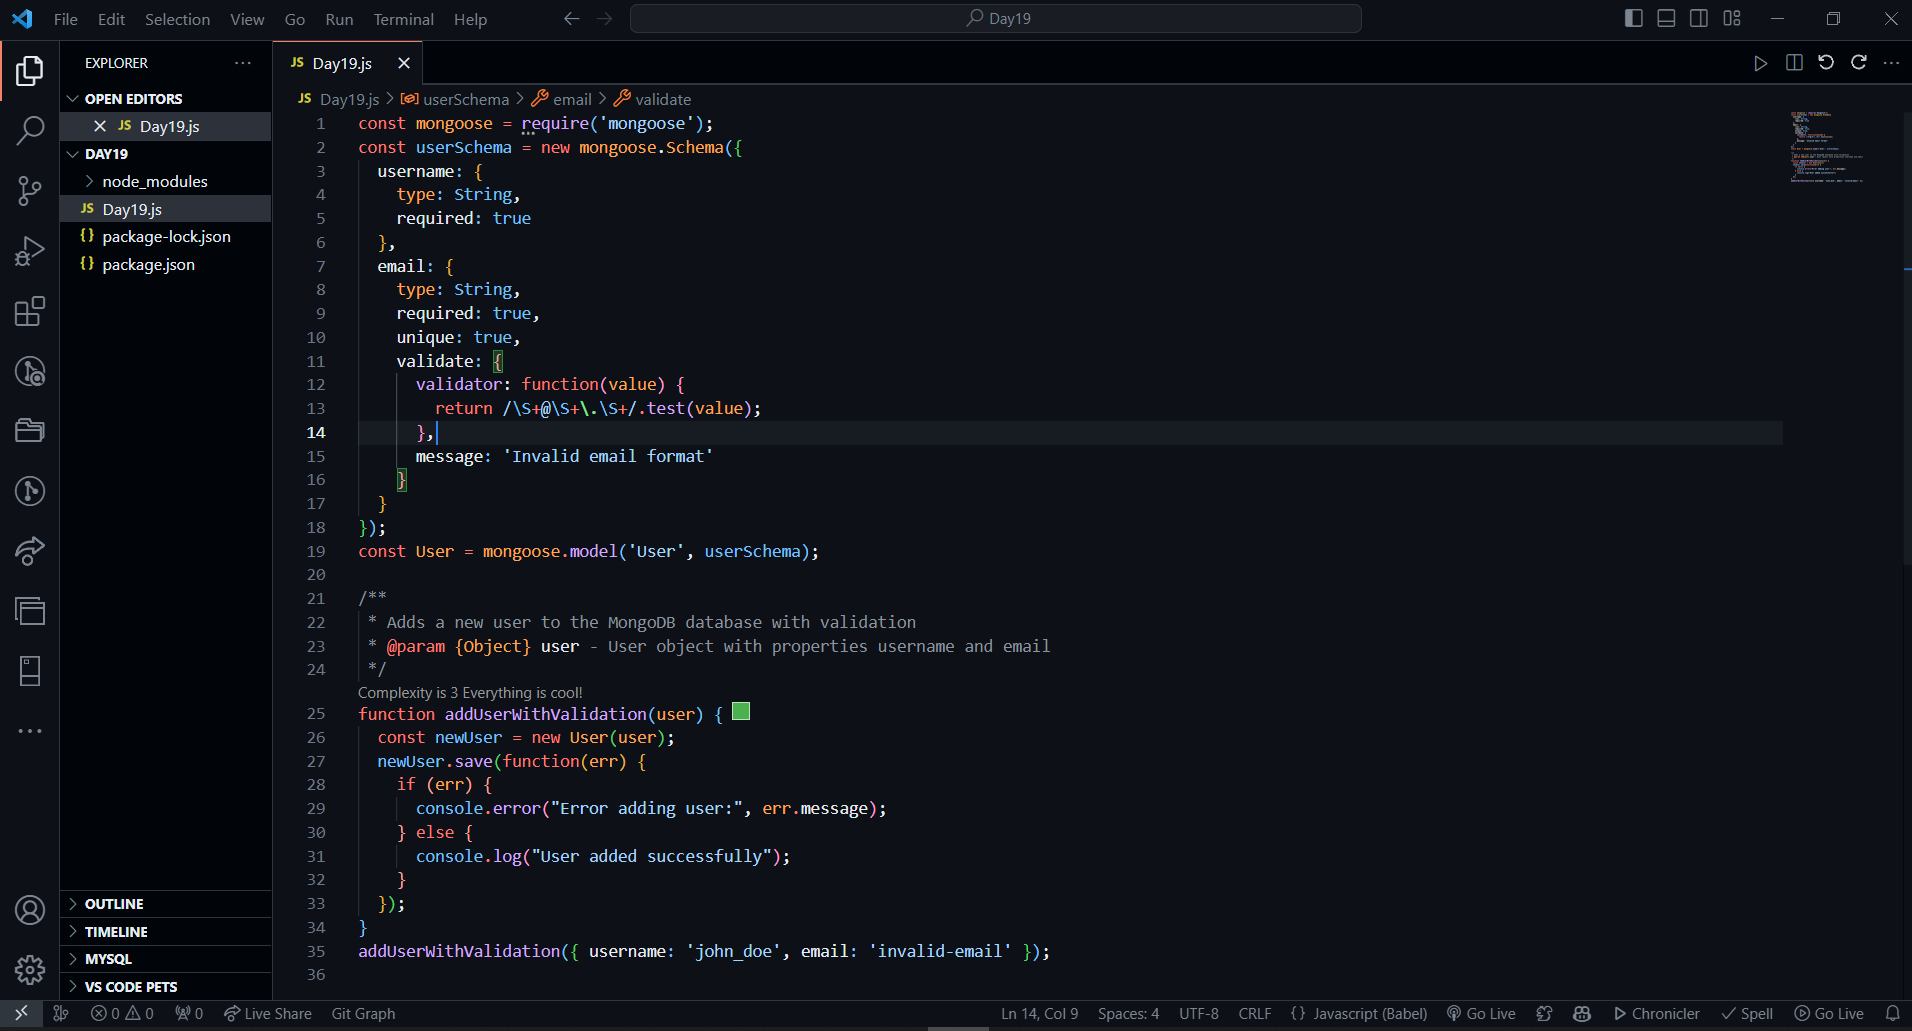 File Edit Selection View Go Run Terminal Help
Day19
EXPLORER
OPEN EDITORS
JS Day19.js
DAY19
node_modules
JS Day19.js
{} package-lock.json
{} package.json
OUTLINE
TIMELINE
MYSQL
VS CODE PETS
JS Day19.js
JS Day19.js > userSchema > email > validate
1 const mongoose = require('mongoose');
2 const userSchema = new mongoose.Schema({
3   username: {
4     type: String,
5     required: true
6   },
7   email: {
8     type: String,
9     required: true,
10     unique: true,
11     validate: {
12       validator: function(value) {
13         return /\S+@\S+\.\S+/.test(value);
14       },
15       message: 'Invalid email format'
16     }
17   }
18 });
19 const User = mongoose.model('User', userSchema);
20
21 /**
22  * Adds a new user to the MongoDB database with validation
23  * @param {Object} user - User object with properties username and email
24  */
Complexity is 3 Everything is cool!
25 function addUserWithValidation(user) {
26   const newUser = new User(user);
27   newUser.save(function(err) {
28     if (err) {
29       console.error("Error adding user:", err.message);
30     } else {
31       console.log("User added successfully");
32     }
33   });
34 }
35 addUserWithValidation({ username: 'john_doe', email: 'invalid-email' });
36
0 0 0 Live Share Git Graph Ln 14, Col 9 Spaces: 4 UTF-8 CRLF {} Javascript (Babel) Go Live Chronicler Spell Go Live